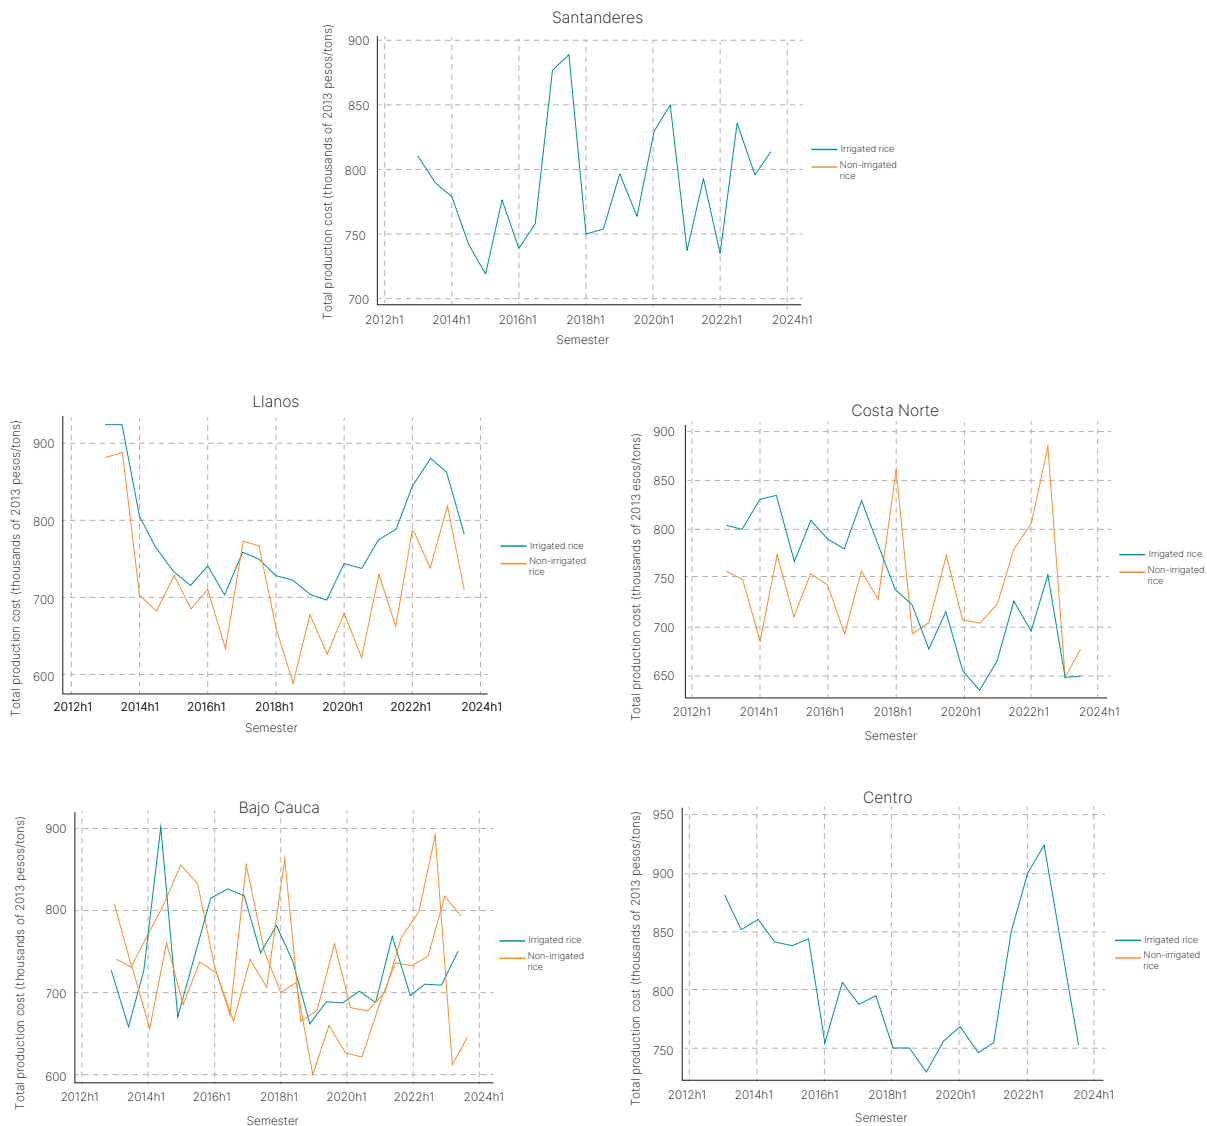 Santanderes
Total production cost (thousands of 2013 pesos/tons)
900
850
800
750
700
2012h1 2014h1 2016h1 2018h1 2020h1 2022h1 2024h1
Semester
Irrigated rice
Non-irrigated
rice
Llanos
Total production cost (thousands of 2013 pesos/tons)
900
800
700
600
2012h1 2014h1 2016h1 2018h1 2020h1 2022h1 2024h1
Semester
Irrigated rice
Non-irrigated
rice
Costa Norte
Total production cost (thousands of 2013 esos/tons)
900
850
800
750
700
650
2012h1 2014h1 2016h1 2018h1 2020h1 2022h1 2024h1
Semester
Irrigated rice
Non-irrigated
rice
Bajo Cauca
Total production cost (thousands of 2013 pesos/tons)
900
800
700
600
2012h1 2014h1 2016h1 2018h1 2020h1 2022h1 2024h1
Semester
Irrigated rice
Non-irrigated
rice
Centro
Total production cost (thousands of 2013 pesos/tons)
950
900
850
800
750
2012h1 2014h1 2016h1 2018h1 2020h1 2022h1 2024h1
Semester
Irrigated rice
Non-irrigated
rice